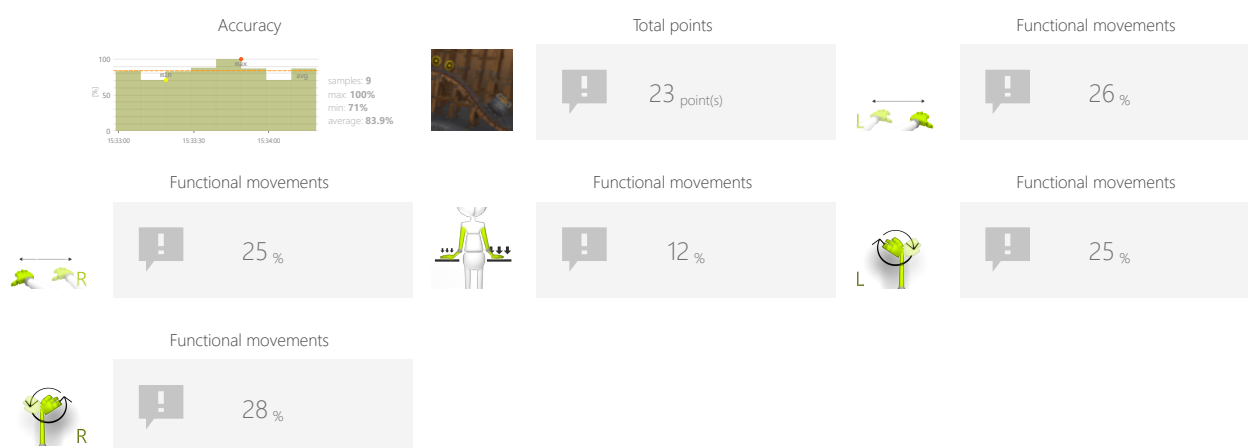 Accuracy
Total points
Functional movements
100
50
0
[%]
min
max
avg
15:33:00
15:33:30
15:34:00
samples: 9
max: 100%
min: 71%
average: 83.9%
23 point(s)
L
26 %
Functional movements
Functional movements
Functional movements
R
25 %
12 %
L
25 %
Functional movements
R
28 %